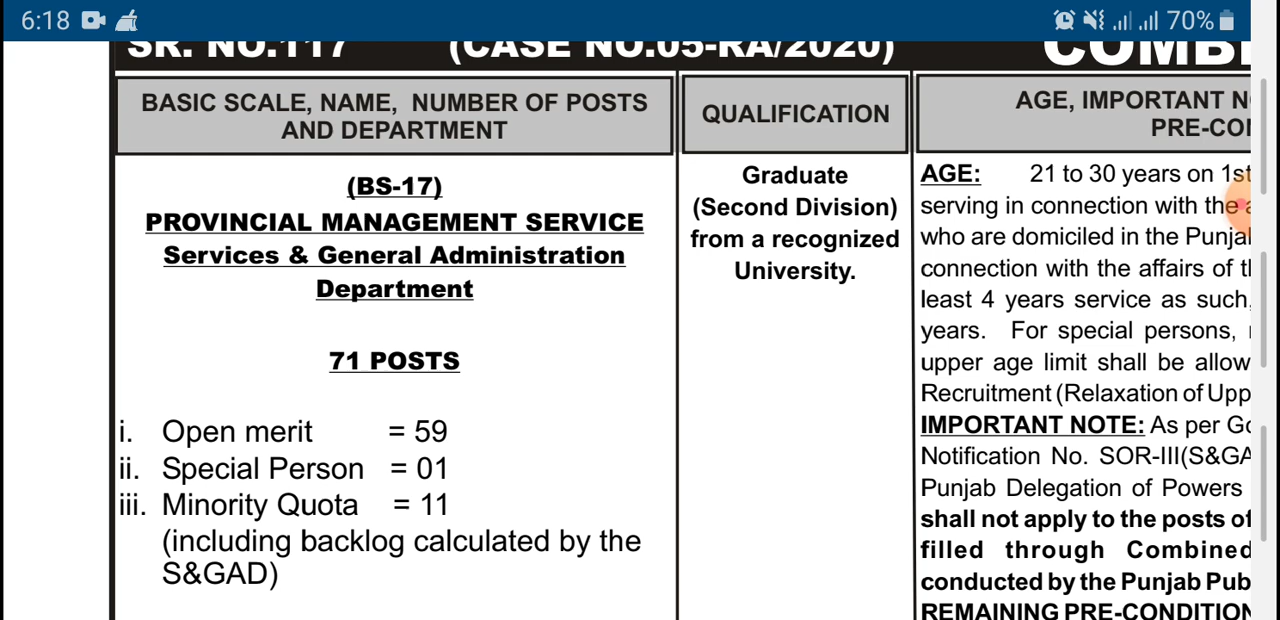 6:18
70%
SR. NO.117 (CASE NO.05-RA/2020)
BASIC SCALE, NAME, NUMBER OF POSTS
AND DEPARTMENT
QUALIFICATION
AGE, IMPORTANT
(BS-17)
PROVINCIAL MANAGEMENT SERVICE
Services & General Administration
Department
71 POSTS
i. Open merit = 59
ii. Special Person = 01
iii. Minority Quota = 11
(including backlog calculated by the
S&GAD)
Graduate
(Second Division)
from a recognized
University.
AGE: 21 to 30 years on 1st
serving in connection with the
who are domiciled in the
connection with the affairs of
least 4 years service as such,
years. For special persons,
upper age limit shall be
Recruitment (Relaxation of
IMPORTANT NOTE: As per
Notification No.
Punjab Delegation of Powers
shall not apply to the posts of
filled through Combined
conducted by the Punjab
REMAINING